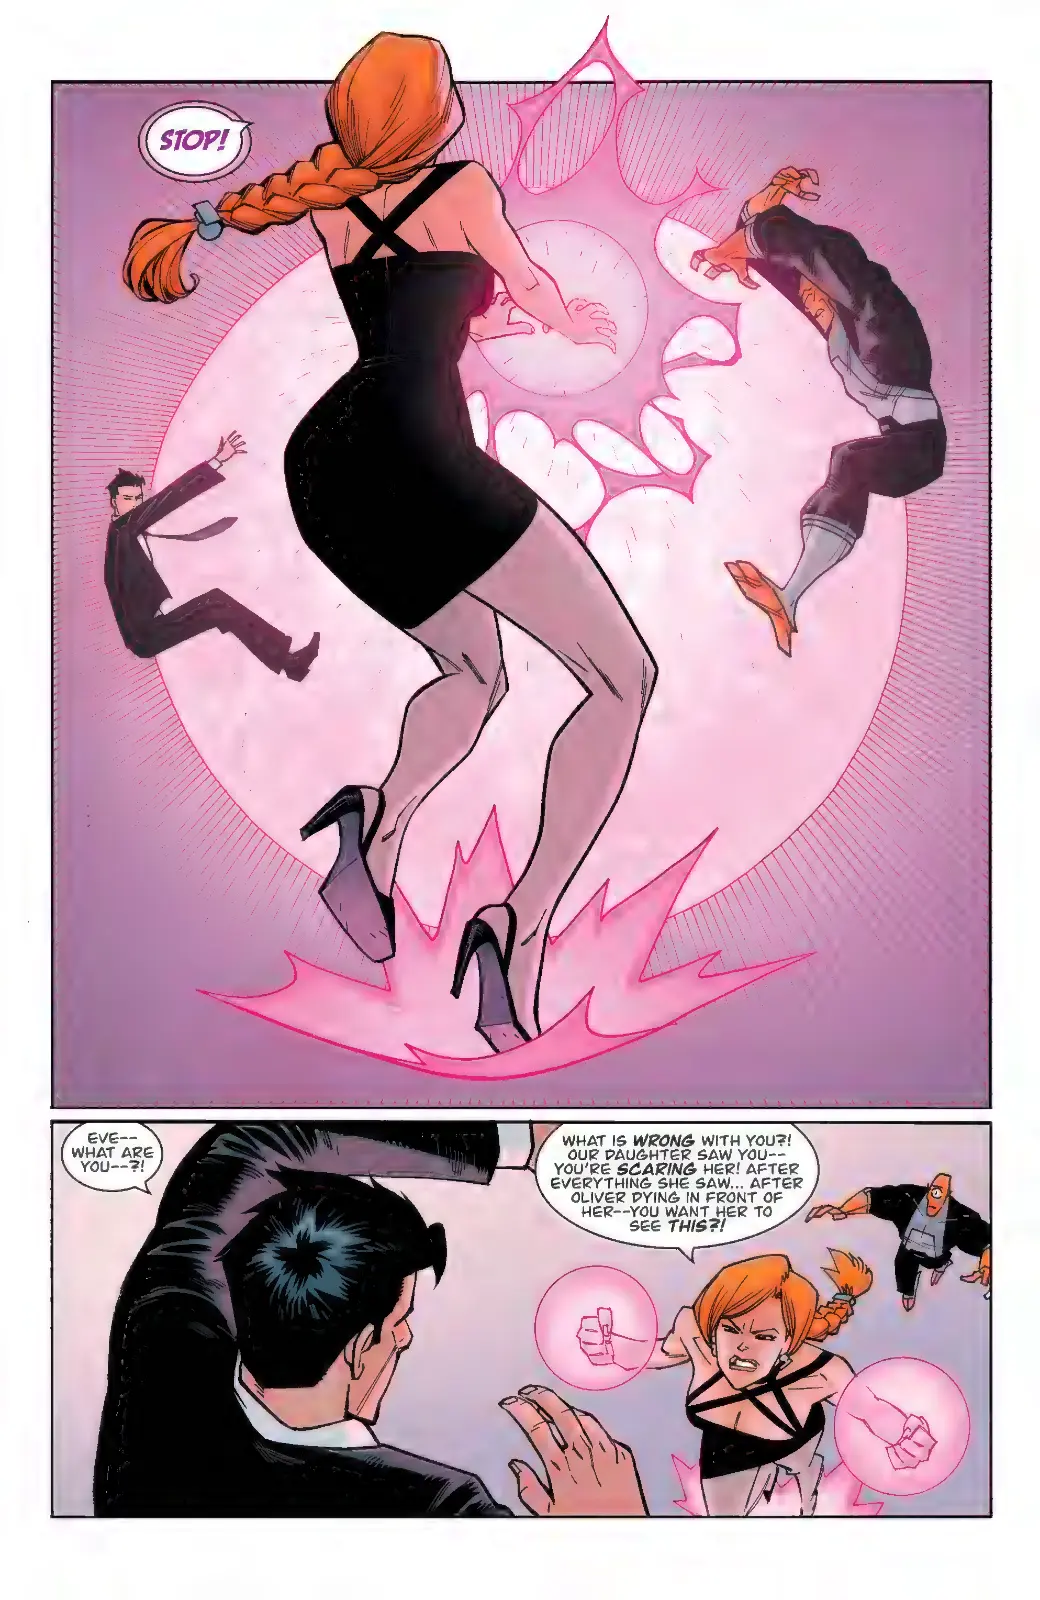 STOP!
EVE--
WHAT ARE
YOU--?!
WHAT IS WRONG WITH YOU?!
OUR DAUGHTER SAW YOU--
YOU'RE SCARING HER! AFTER
EVERYTHING SHE SAW... AFTER
OLIVER DYING IN FRONT OF
HER--YOU WANT HER TO
SEE THIS?!